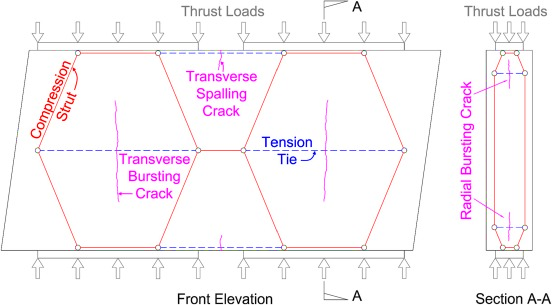 Thrust Loads
A
Thrust Loads
Compression
Strut
Transverse
Spalling
Crack
Tension
Tie
Transverse
Bursting
Crack
Radial Bursting Crack
A
Front Elevation
Section A-A